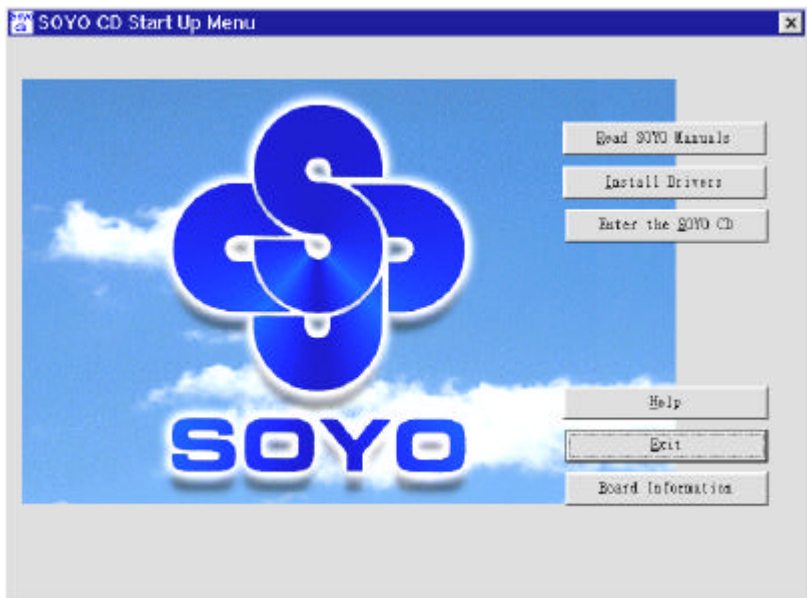 SOYO CD Start Up Menu
Read SOYO Manuals
Install Drivers
Enter the SOYO CD
SOYO
Help
Exit
Board Information